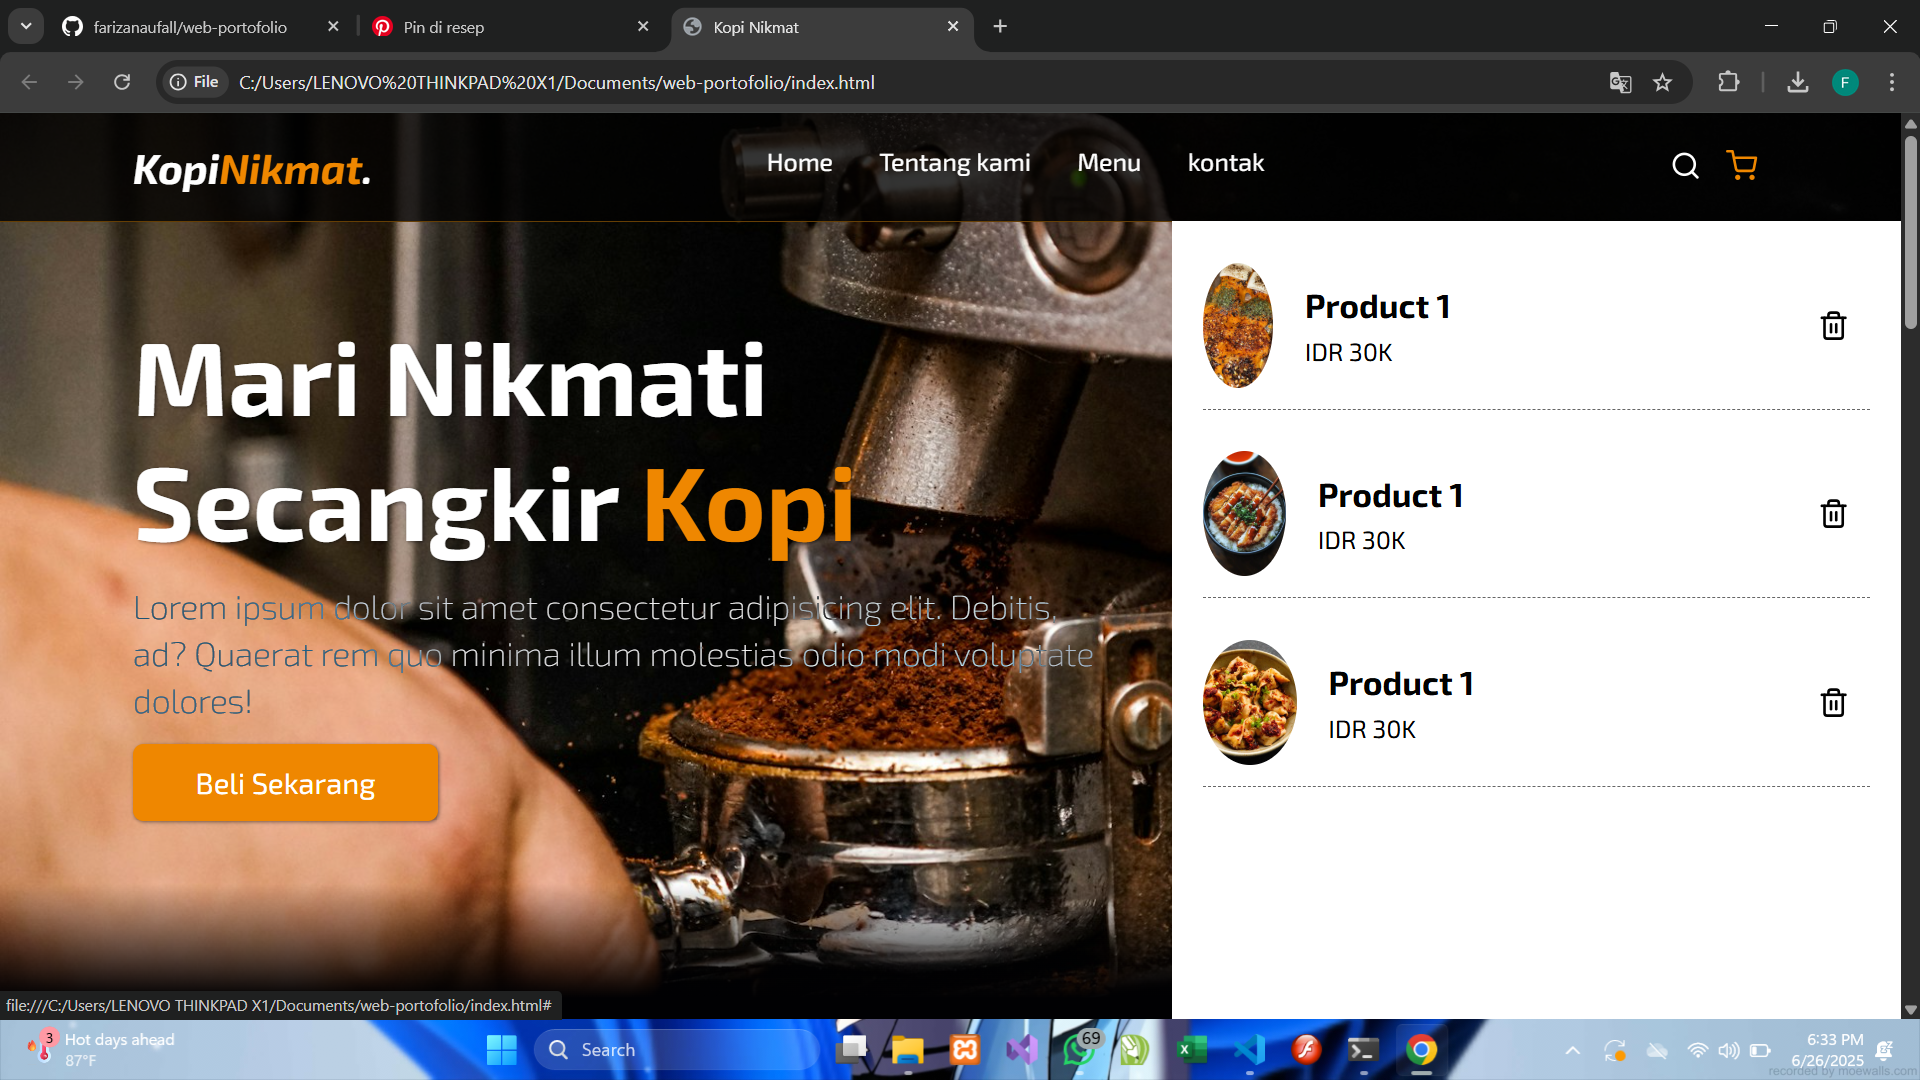 farizanaufall/web-portofolio
Pin di resep
Kopi Nikmat
File
C:/Users/LENOVO%20THINKPAD%20X1/Documents/web-portofolio/index.html
F
KopiNikmat.
Home
Tentang kami
Menu
kontak
Mari Nikmati
Secangkir Kopi
Lorem ipsum dolor sit amet consectetur adipisicing elit. Debitis,
ad? Quaerat rem quo minima illum molestias odio modi voluptate
dolores!
Beli Sekarang
Product 1
IDR 30K
Product 1
IDR 30K
Product 1
IDR 30K
file:///C:/Users/LENOVO THINKPAD X1/Documents/web-portofolio/index.html#
3
Hot days ahead
87°F
Search
69
6:33 PM
6/26/2025
recorded by moewalls.com